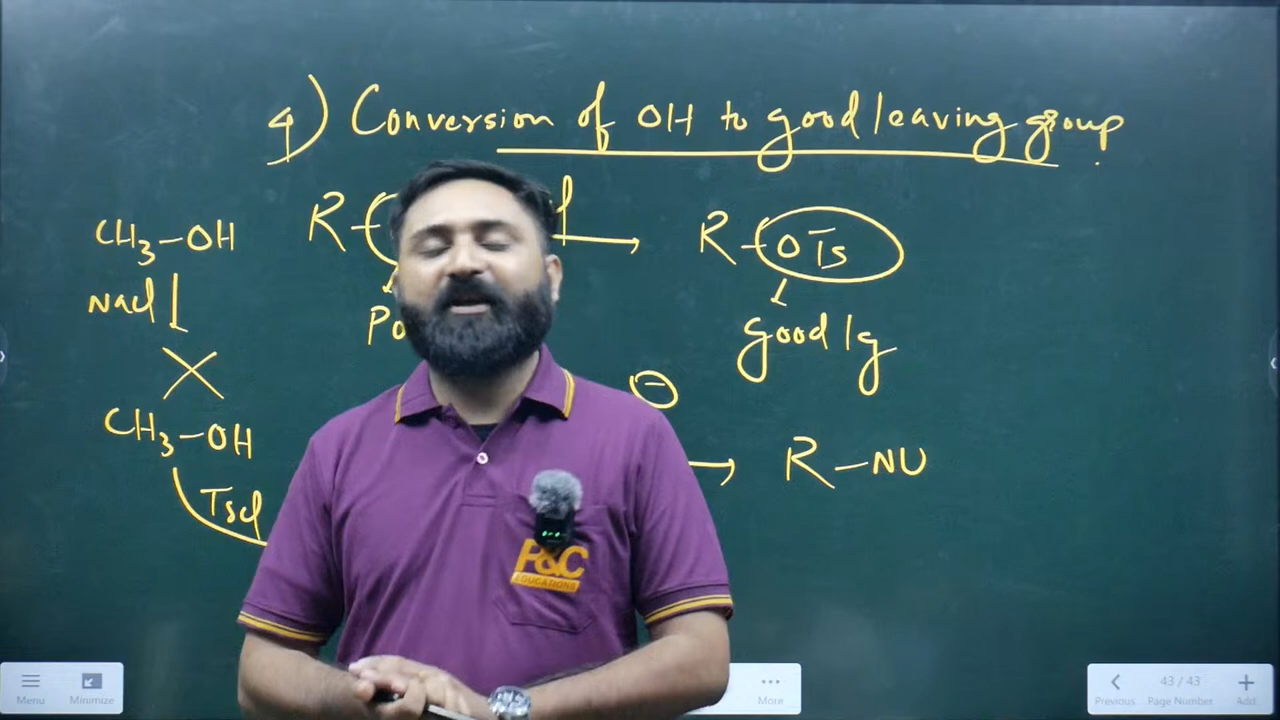 4) Conversion of OH to good leaving group
R-
R-OTs
good lg
CH3-OH
NaCl
X
CH3-OH
TsCl
Po
⊖
R-NU
P&C
EDUCATIONS
Menu
Minimize
More
Previous
43 / 43
Page Number
Add